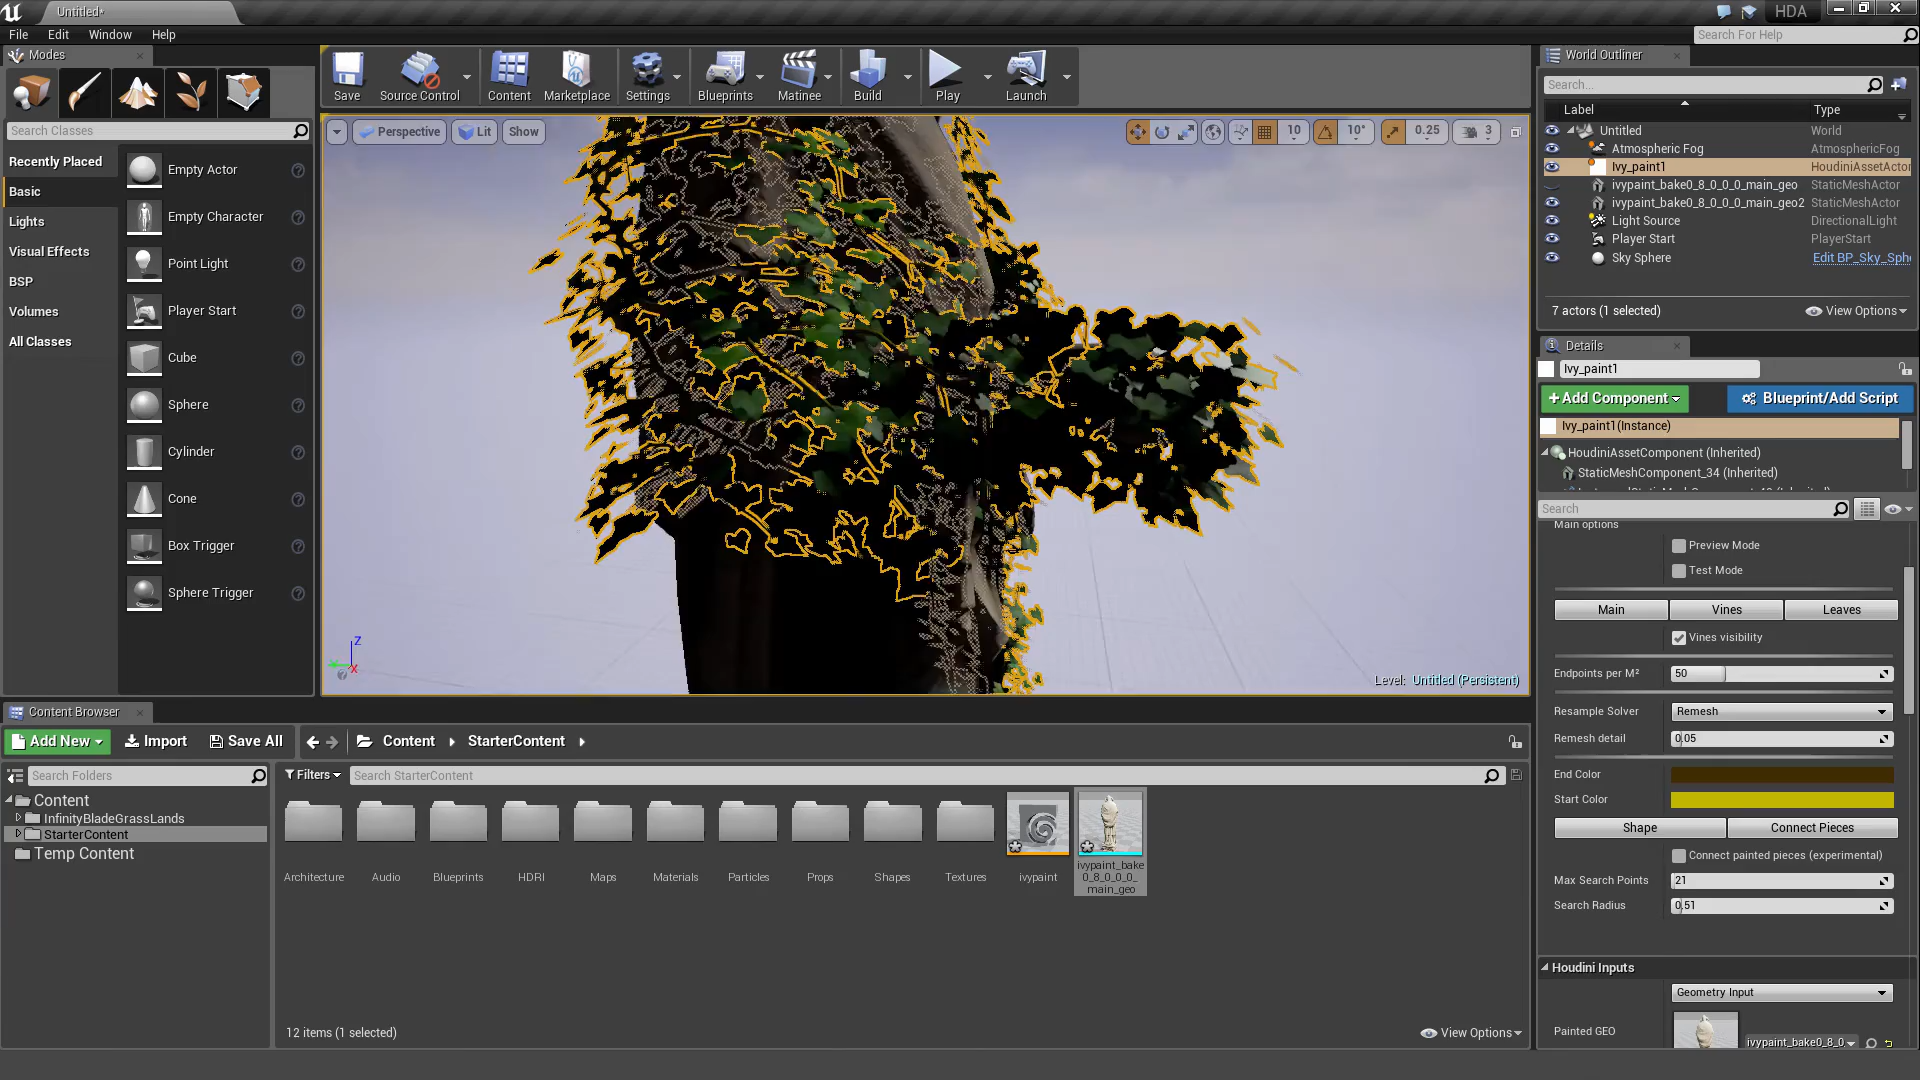 Untitled*
HDA
File Edit Window Help
Search For Help
Modes
Search Classes
Recently Placed
Basic
Lights
Visual Effects
BSP
Volumes
All Classes
Empty Actor
Empty Character
Point Light
Player Start
Cube
Sphere
Cylinder
Cone
Box Trigger
Sphere Trigger
Save Source Control Content Marketplace Settings Blueprints Matinee Build Play Launch
Perspective Lit Show
10 10° 0.25 3
Z
X
Level: Untitled (Persistent)
World Outliner
Search...
Label Type
Untitled World
Atmospheric Fog AtmosphericFog
Ivy_paint1 HoudiniAssetActor
ivypaint_bake0_8_0_0_0_main_geo StaticMeshActor
ivypaint_bake0_8_0_0_0_main_geo2 StaticMeshActor
Light Source DirectionalLight
Player Start PlayerStart
Sky Sphere Edit BP_Sky_Sph
7 actors (1 selected) View Options
Details
Ivy_paint1
+Add Component Blueprint/Add Script
Ivy_paint1(Instance)
HoudiniAssetComponent (Inherited)
StaticMeshComponent_34 (Inherited)
Search
Main options
Preview Mode
Test Mode
Main Vines Leaves
Vines visibility
Endpoints per M² 50
Resample Solver Remesh
Remesh detail 0.05
End Color
Start Color
Shape Connect Pieces
Connect painted pieces (experimental)
Max Search Points 21
Search Radius 0.51
Houdini Inputs
Geometry Input
Painted GEO
ivypaint_bake0_8_0
Content Browser
Add New Import Save All Content StarterContent
Search Folders
Content
InfinityBladeGrassLands
StarterContent
Temp Content
Filters Search StarterContent
Architecture Audio Blueprints HDRI Maps Materials Particles Props Shapes Textures ivypaint
ivypaint_bake
0_8_0_0_0_
main_geo
12 items (1 selected) View Options